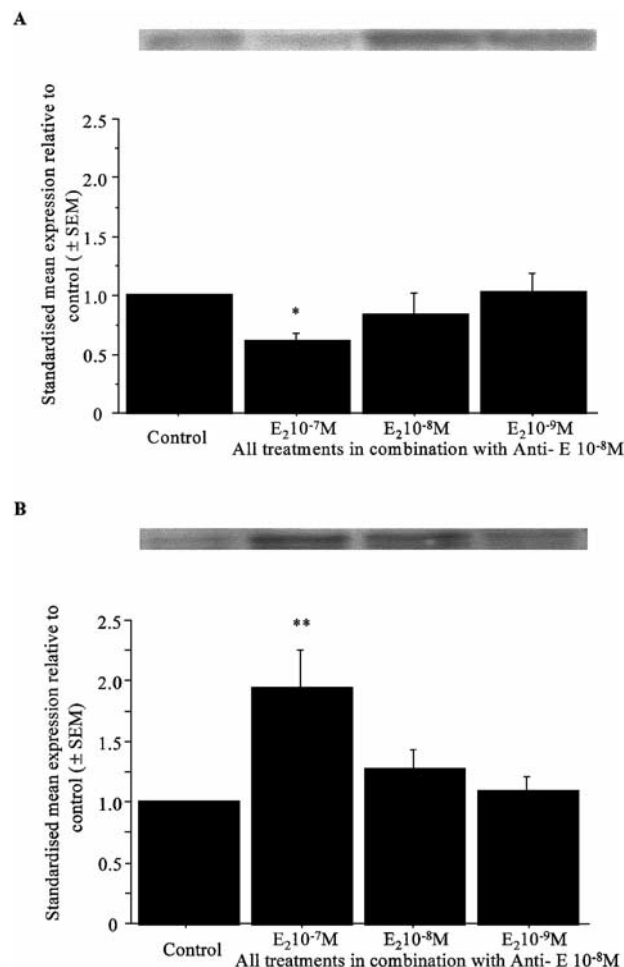 A
Standardised mean expression relative to
control ( ± SEM)
2.5
2.0
1.5
1.0
0.5
0
*
Control
E₂10⁻⁷M
E₂10⁻⁸M
E₂10⁻⁹M
All treatments in combination with Anti- E 10⁻⁸M
B
Standardised mean expression relative to
control ( ± SEM)
2.5
2.0
1.5
1.0
0.5
0
**
Control
E₂10⁻⁷M
E₂10⁻⁸M
E₂10⁻⁹M
All treatments in combination with Anti- E 10⁻⁸M